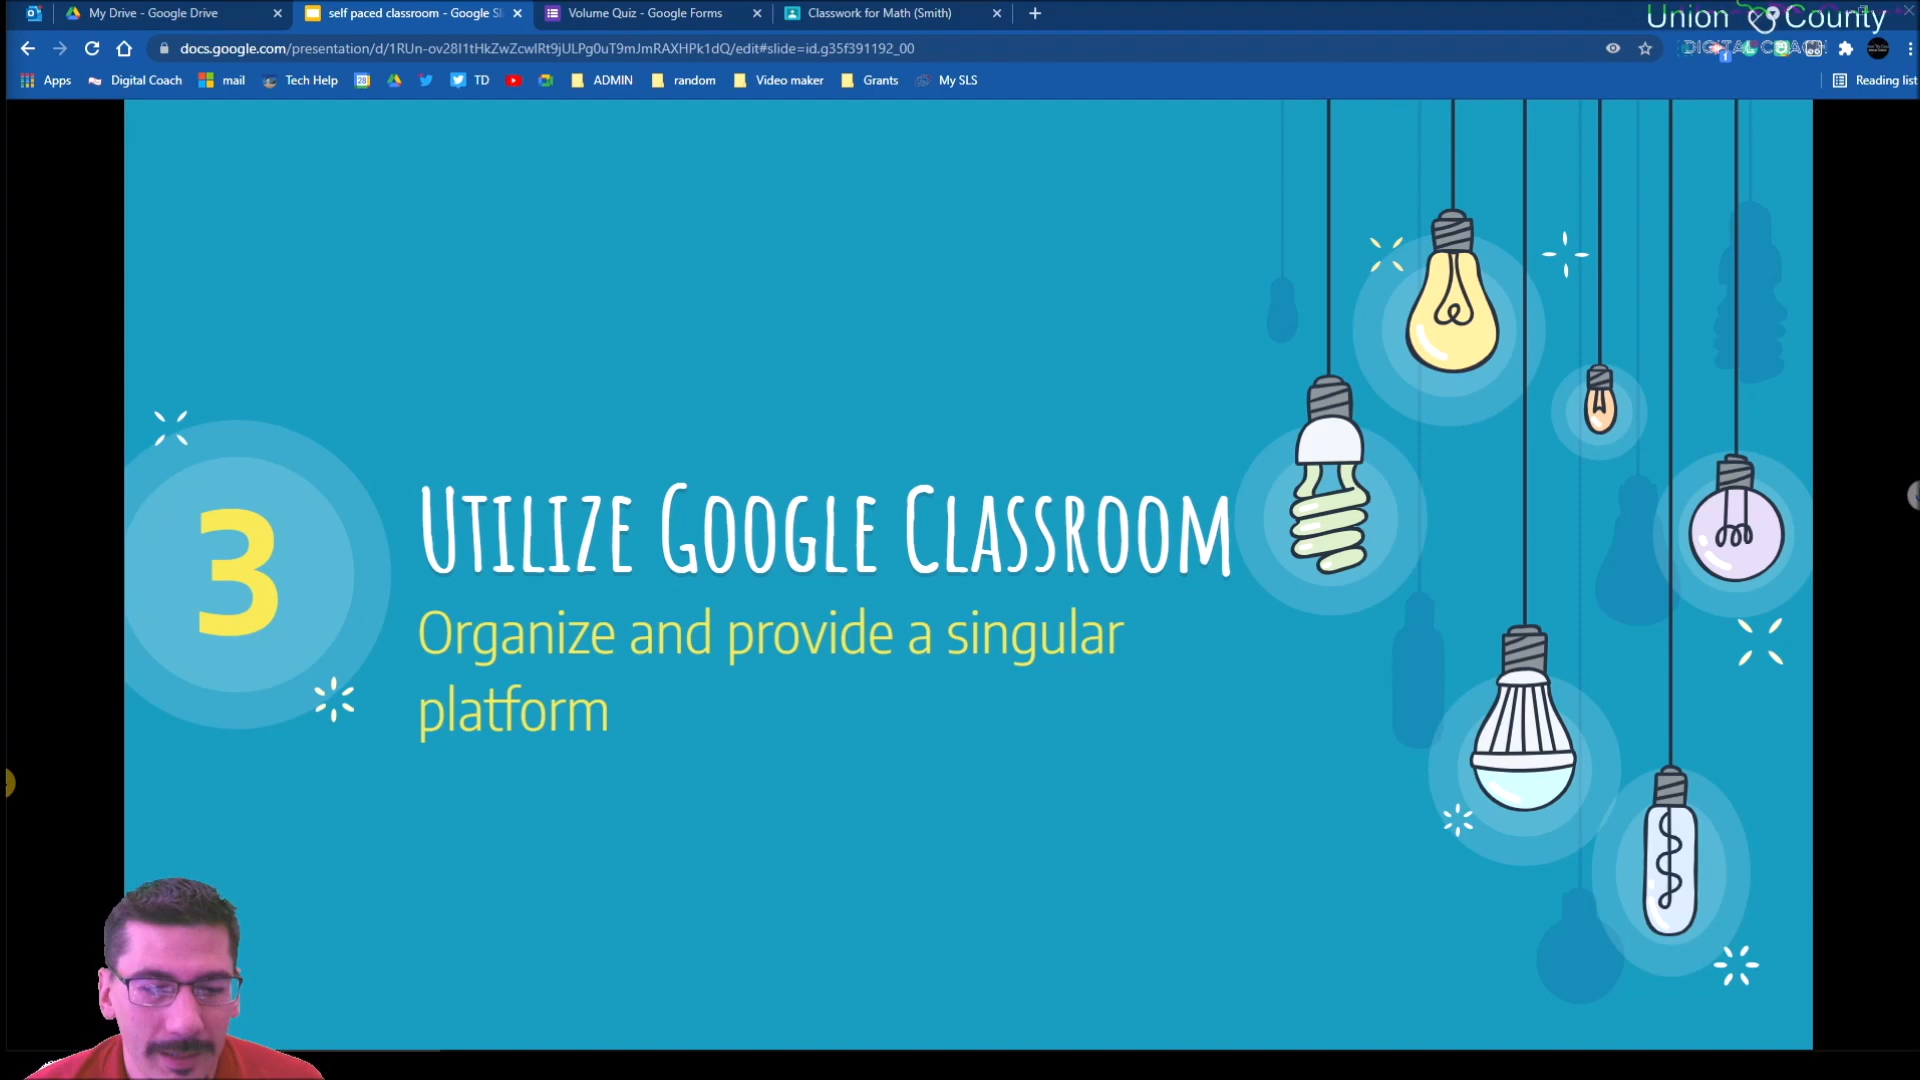 My Drive - Google Drive
self paced classroom - Google Sl
Volume Quiz - Google Forms
Classwork for Math (Smith)
Union County
DIGITAL COACH
docs.google.com/presentation/d/1RUn-ov28I1tHkZwZcwIRt9jULPg0uT9mJmRAXHPk1dQ/edit#slide=id.g35f391192_00
Apps
Digital Coach
mail
Tech Help
TD
ADMIN
random
Video maker
Grants
My SLS
Reading list
3
UTILIZE GOOGLE CLASSROOM
Organize and provide a singular
platform